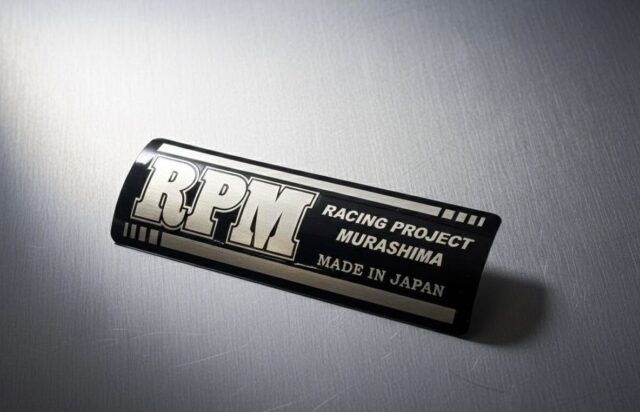 RPM
RACING PROJECT
MURASHIMA
MADE IN JAPAN